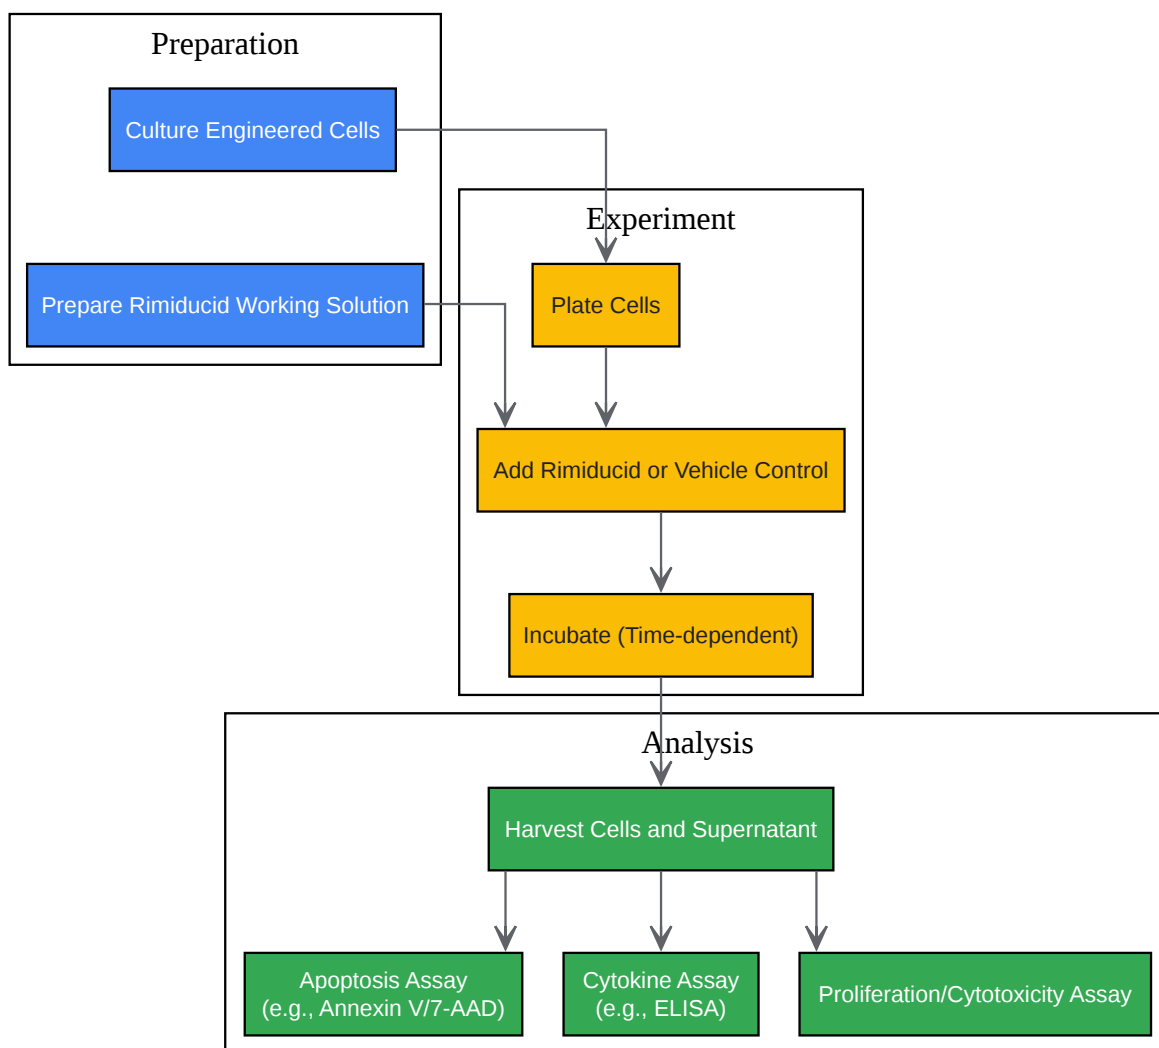 Preparation
Culture Engineered Cells
Prepare Rimiducid Working Solution
Experiment
Plate Cells
Add Rimiducid or Vehicle Control
Incubate (Time-dependent)
Analysis
Harvest Cells and Supernatant
Apoptosis Assay
(e.g., Annexin V/7-AAD)
Cytokine Assay
(e.g., ELISA)
Proliferation/Cytotoxicity Assay